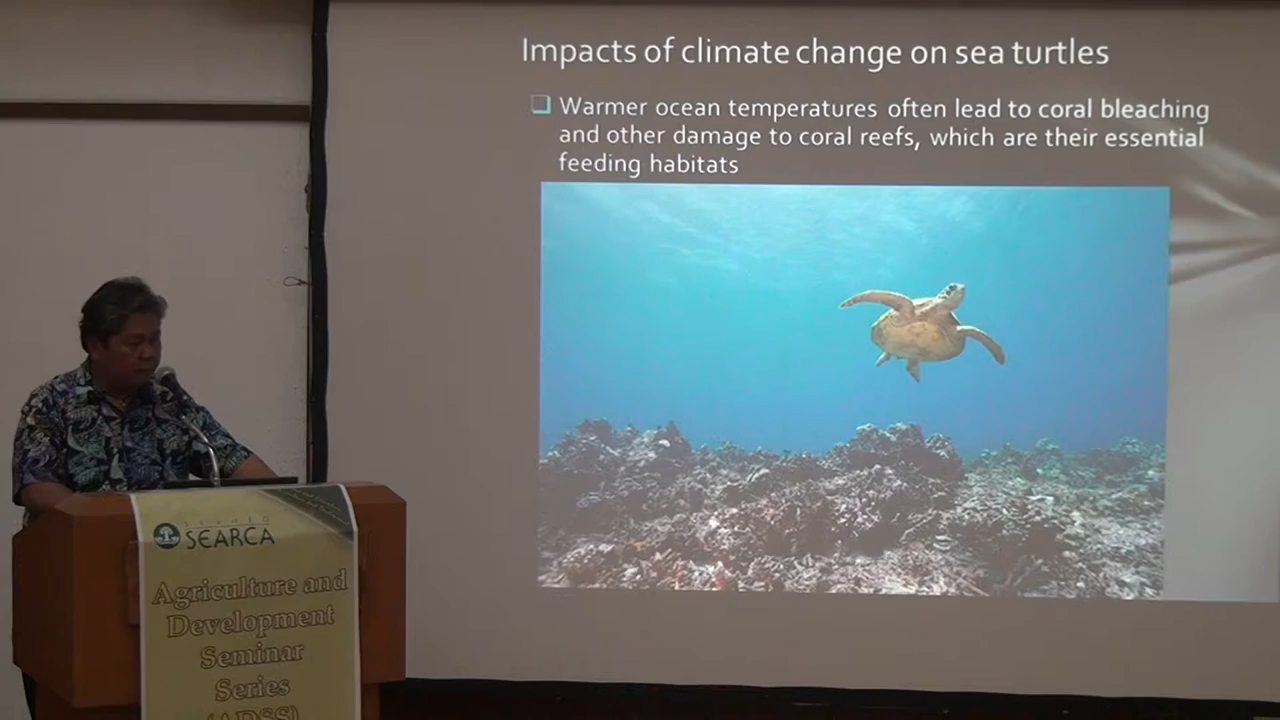 Impacts of climate change on sea turtles
Warmer ocean temperatures often lead to coral bleaching
and other damage to coral reefs, which are their essential
feeding habitats
SEARCA
Agriculture and
Development
Seminar
Series
(ADSS)